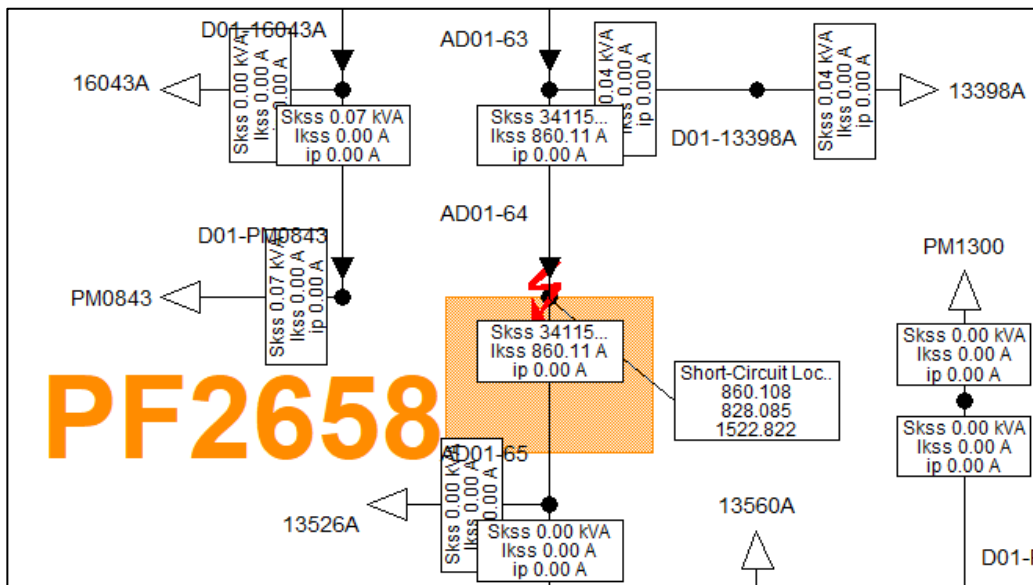 D01-16043A
16043A
Skss 0.00 kVA
Ikss 0.00 A
ip 0.00 A
Skss 0.07 kVA
Ikss 0.00 A
ip 0.00 A
AD01-63
Skss 34115...
Ikss 860.11 A
ip 0.00 A
0.04 kVA
Ikss 0.00 A
ip 0.00 A
D01-13398A
Skss 0.04 kVA
Ikss 0.00 A
ip 0.00 A
13398A
D01-PM0843
PM0843
Skss 0.07 kVA
Ikss 0.00 A
ip 0.00 A
AD01-64
Skss 34115...
Ikss 860.11 A
ip 0.00 A
Short-Circuit Loc..
860.108
828.085
1522.822
PM1300
Skss 0.00 kVA
Ikss 0.00 A
ip 0.00 A
Skss 0.00 kVA
Ikss 0.00 A
ip 0.00 A
PF2658
AD01-65
13526A
Skss 0.00 kVA
Ikss 0.00 A
0.00 A
Skss 0.00 kVA
Ikss 0.00 A
ip 0.00 A
13560A